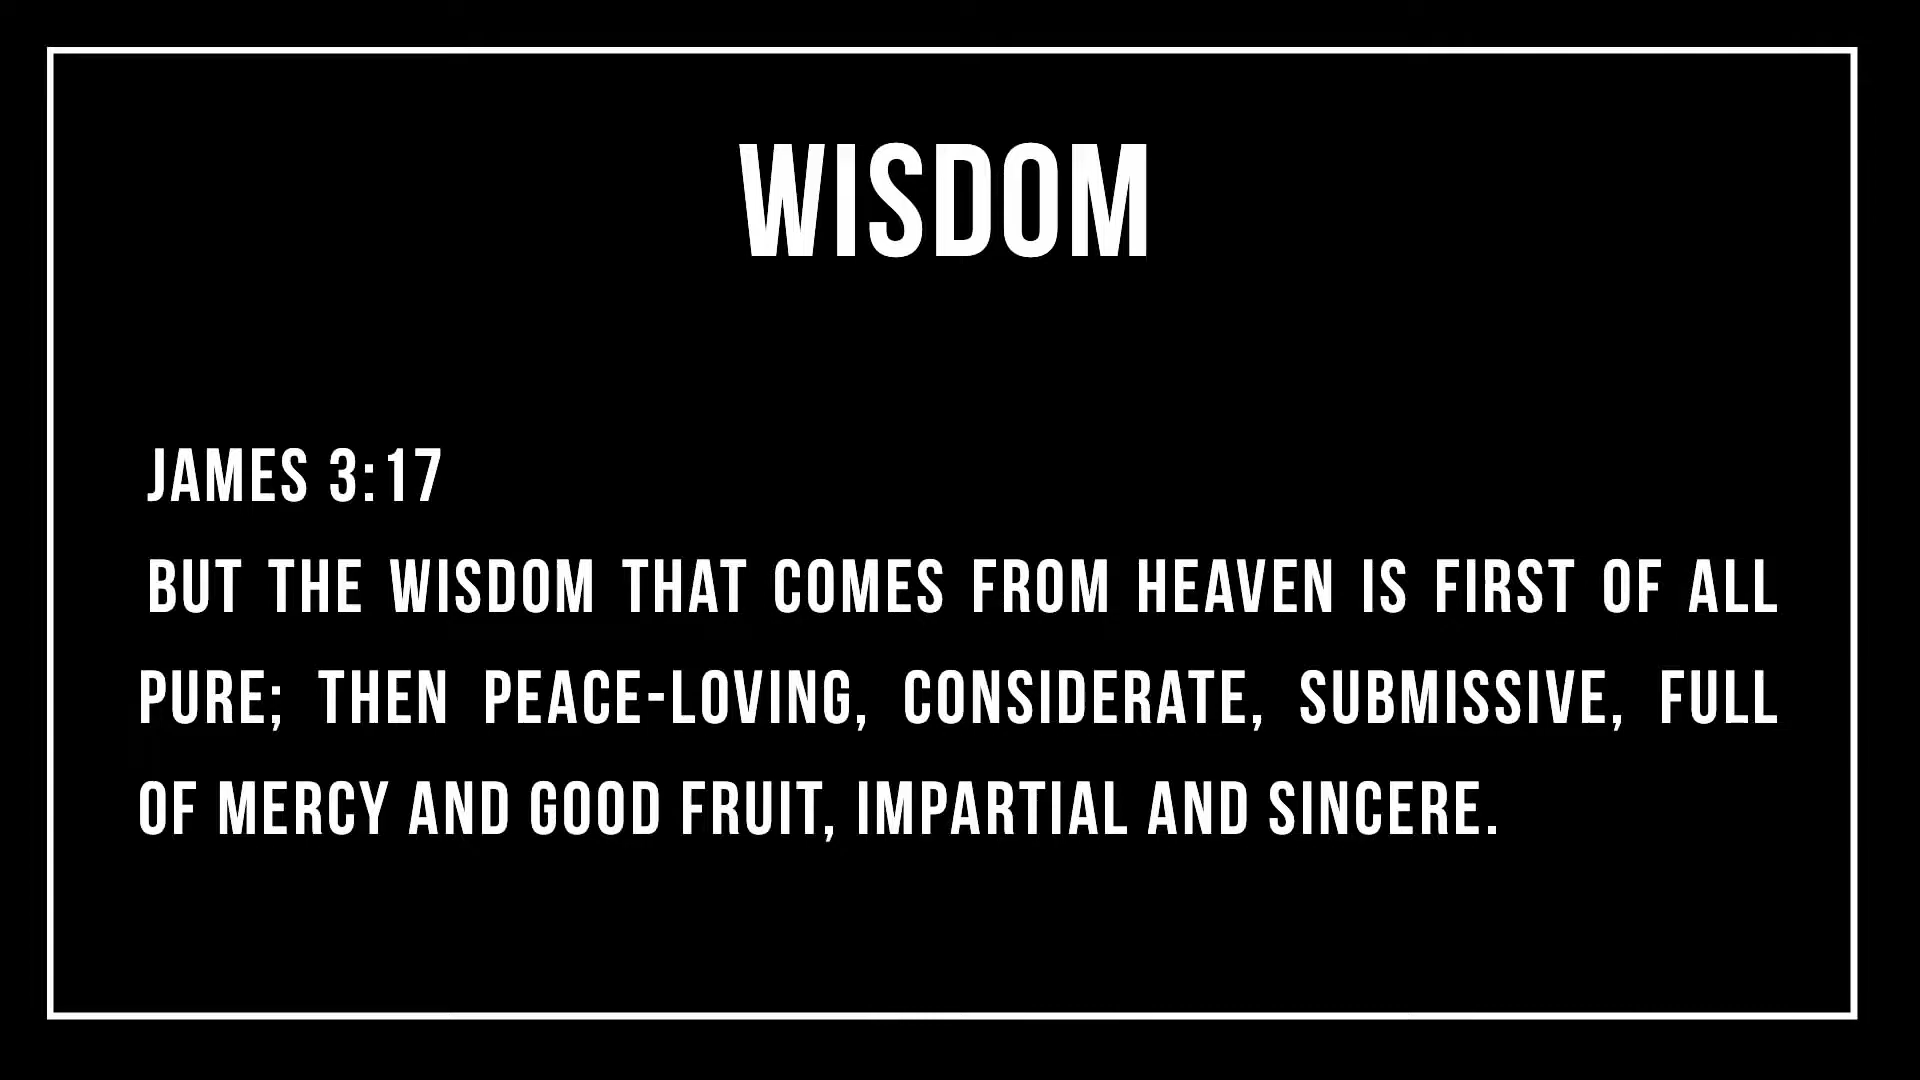 WISDOM
JAMES 3:17
BUT THE WISDOM THAT COMES FROM HEAVEN IS FIRST OF ALL
PURE; THEN PEACE-LOVING, CONSIDERATE, SUBMISSIVE, FULL
OF MERCY AND GOOD FRUIT, IMPARTIAL AND SINCERE.